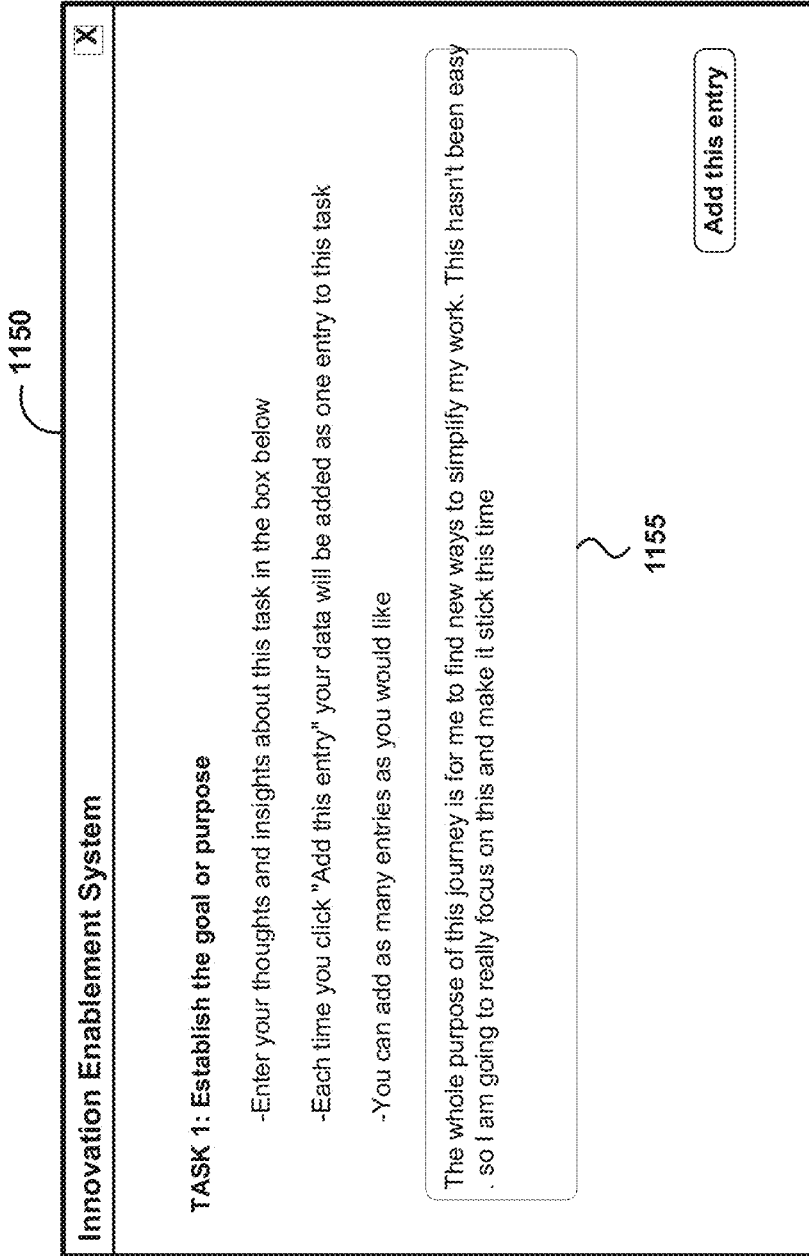 1150
Innovation Enablement System
X
TASK 1: Establish the goal or purpose
-Enter your thoughts and insights about this task in the box below
-Each time you click "Add this entry" your data will be added as one entry to this task
-You can add as many entries as you would like
The whole purpose of this journey is for me to find new ways to simplify my work. This hasn't been easy
. so I am going to really focus on this and make it stick this time
1155
Add this entry